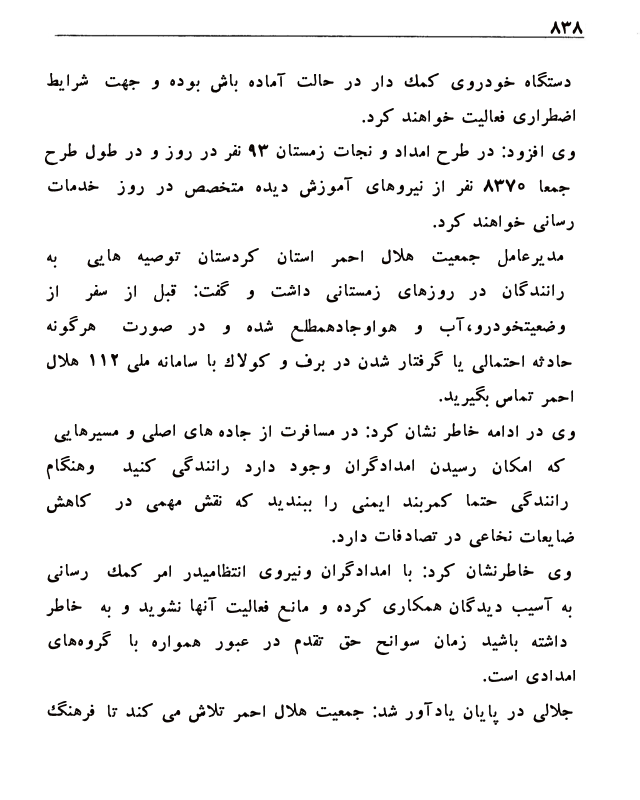 ۸۳۸
دستگاه خودروی کمک دار در حالت آماده باش بوده و جهت شرایط
اضطراری فعالیت خواهند کرد.
وی افزود: در طرح امداد و نجات زمستان ۹۳ نفر در روز و در طول طرح
جمعا ۸۳۷۰ نفر از نیروهای آموزش دیده متخصص در روز خدمات
رسانی خواهند کرد.
مدیرعامل جمعیت هلال احمر استان کردستان توصیه هایی به
رانندگان در روزهای زمستانی داشت و گفت: قبل از سفر از
وضعیتخودرو،آب و هواوجادهمطلع شده و در صورت هرگونه
حادثه احتمالی یا گرفتار شدن در برف و کولاک با سامانه ملی ۱۱۲ هلال
احمر تماس بگیرید.
وی در ادامه خاطر نشان کرد: در مسافرت از جاده های اصلی و مسیرهایی
که امکان رسیدن امدادگران وجود دارد رانندگی کنید وهنگام
رانندگی حتما کمربند ایمنی را ببندید که نقش مهمی در کاهش
ضایعات نخاعی در تصادفات دارد.
وی خاطرنشان کرد: با امدادگران ونیروی انتظامیدر امر کمک رسانی
به آسیب دیدگان همکاری کرده و مانع فعالیت آنها نشوید و به خاطر
داشته باشید زمان سوانح حق تقدم در عبور همواره با گروه‌های
امدادی است.
جلالی در پایان یادآور شد: جمعیت هلال احمر تلاش می کند تا فرهنگ